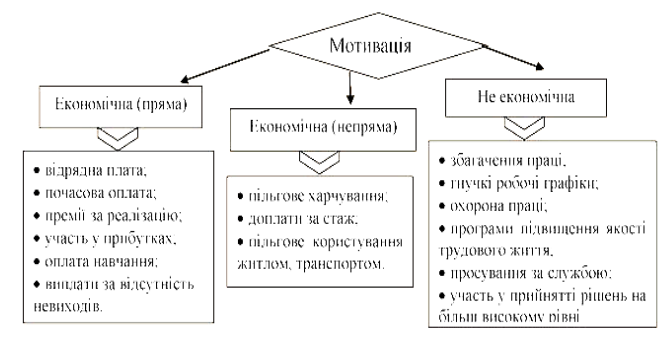 Мотивація
Економічна (пряма)
Економічна (непряма)
Не економічна
• відрядна плата;
• почасова оплата;
• премії за реалізацію;
• участь у прибутках,
• оплата навчання;
• виплати за відсутність
невиходів.
• пільгове харчування;
• доплати за стаж;
• пільгове користування
житлом, транспортом.
• збагачення праці,
• гнучкі робочі графіки;
• охорона праці;
• програми підвищення якості
трудового життя,
• просування за службою;
• участь у прийнятті рішень на
більш високому рівні